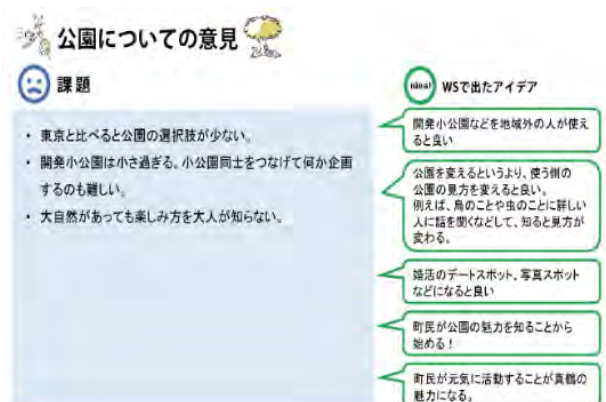 公園についての意見
課題
・ 東京と比べると公園の選択肢が少ない。
・ 開発小公園は小さ過ぎる。小公園同士をつなげて何か企画
するのも難しい。
・ 大自然があっても楽しみ方を大人が知らない。
idea!
WSで出たアイデア
開発小公園などを地域外の人が使え
ると良い
公園を変えるというより、使う側の
公園の見方を変えると良い。
例えば、鳥のことや虫のことに詳しい
人に話を聞くなどして、知ると見方が
変わる。
婚活のデートスポット、写真スポット
などになると良い
町民が公園の魅力を知ることから
始める！
町民が元気に活動することが真鶴の
魅力になる。